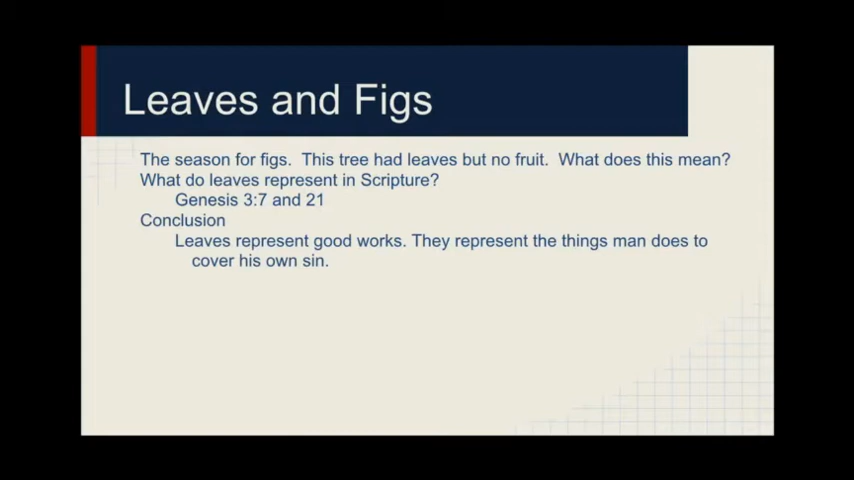 Leaves and Figs
The season for figs.  This tree had leaves but no fruit.  What does this mean?
What do leaves represent in Scripture?
Genesis 3:7 and 21
Conclusion
Leaves represent good works. They represent the things man does to
cover his own sin.